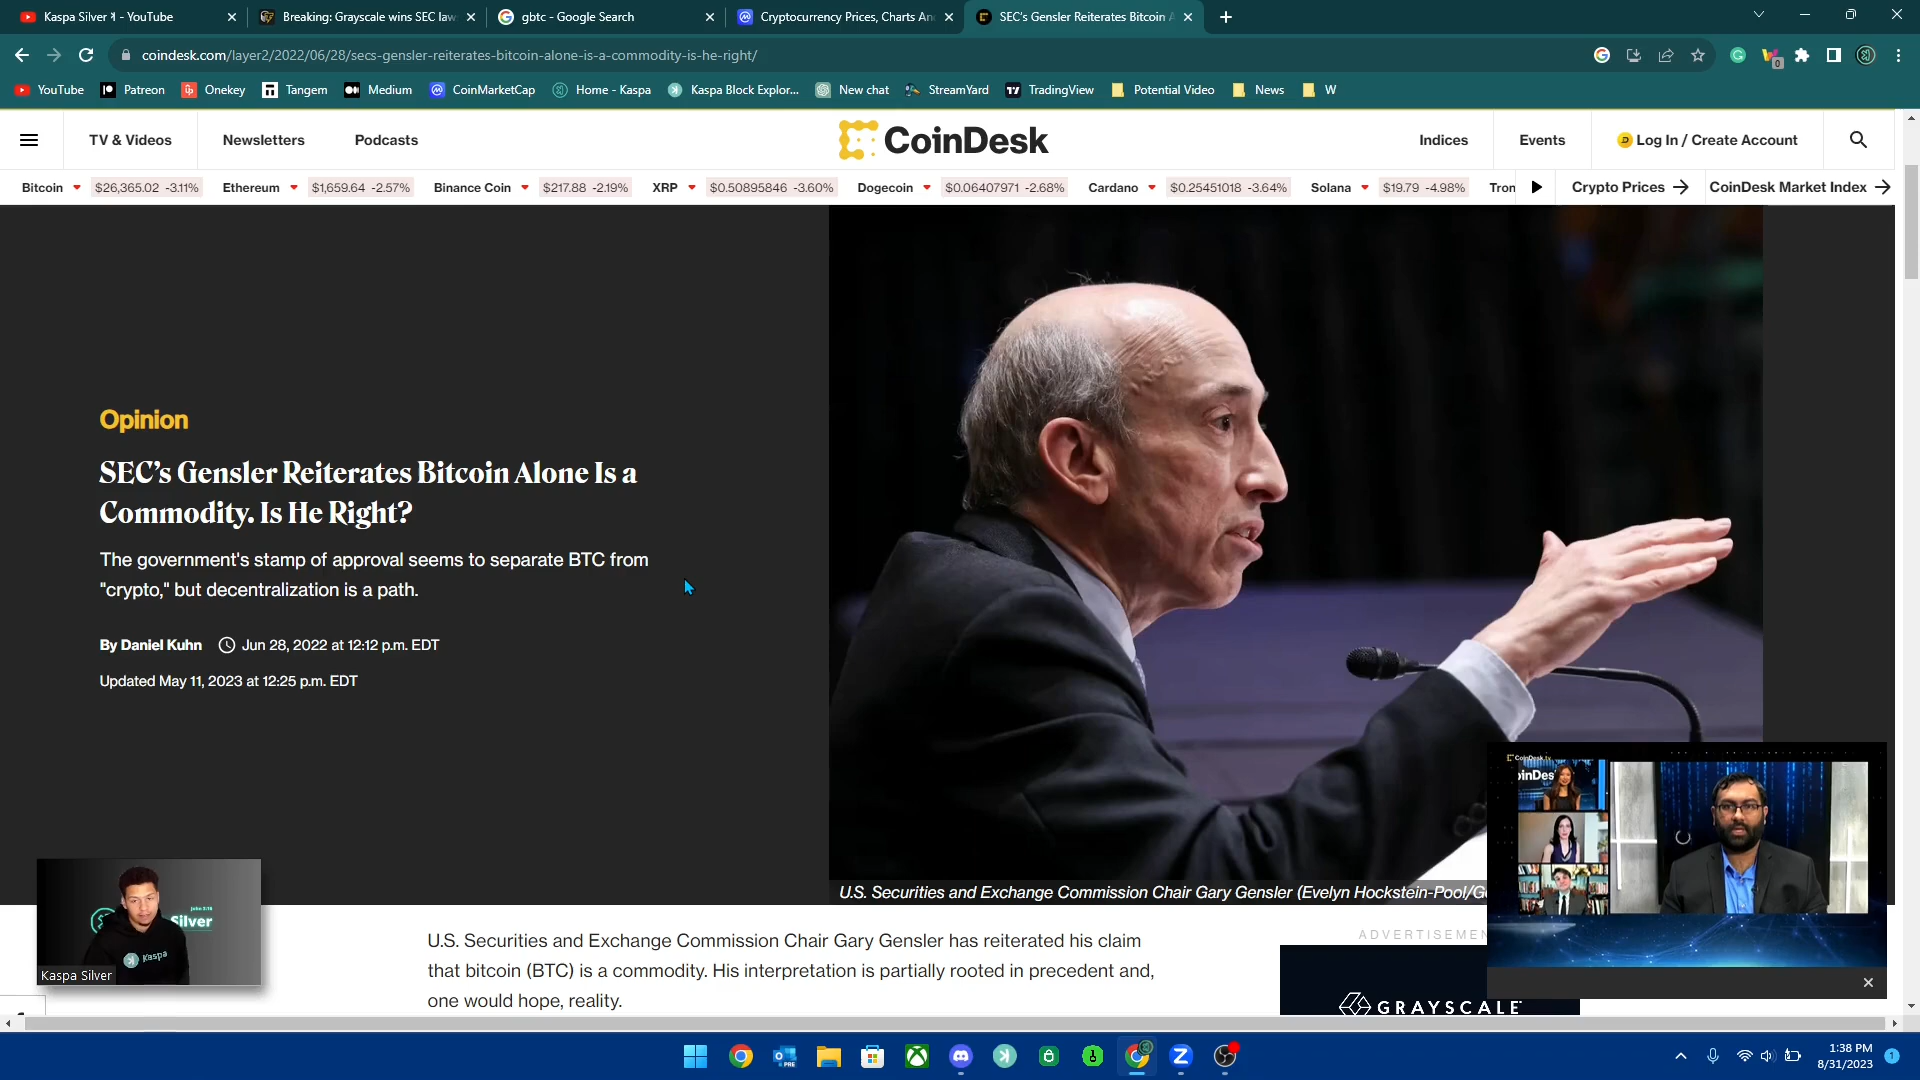 Kaspa Silver - YouTube
Breaking: Grayscale wins SEC law
gbtc - Google Search
Cryptocurrency Prices, Charts An
SEC's Gensler Reiterates Bitcoin A
coindesk.com/layer2/2022/06/28/secs-gensler-reiterates-bitcoin-alone-is-a-commodity-is-he-right/
0
YouTube Patreon Onekey Tangem Medium CoinMarketCap Home - Kaspa Kaspa Block Explor... New chat StreamYard TradingView Potential Video News W
TV & Videos Newsletters Podcasts CoinDesk Indices Events Log In / Create Account
Bitcoin $26,365.02 -3.11% Ethereum $1,659.64 -2.57% Binance Coin $217.88 -2.19% XRP $0.50895846 -3.60% Dogecoin $0.06407971 -2.68% Cardano $0.25451018 -3.64% Solana $19.79 -4.98% Tron Crypto Prices CoinDesk Market Index
Opinion
SEC's Gensler Reiterates Bitcoin Alone Is a
Commodity. Is He Right?
The government's stamp of approval seems to separate BTC from
"crypto," but decentralization is a path.
By Daniel Kuhn Jun 28, 2022 at 12:12 p.m. EDT
Updated May 11, 2023 at 12:25 p.m. EDT
U.S. Securities and Exchange Commission Chair Gary Gensler (Evelyn Hockstein-Pool/G
CoinDesk tv
oinDes
John 3:16
Silver
Kaspa
Kaspa Silver
U.S. Securities and Exchange Commission Chair Gary Gensler has reiterated his claim
that bitcoin (BTC) is a commodity. His interpretation is partially rooted in precedent and,
one would hope, reality.
ADVERTISEMEN
GRAYSCALE
1:38 PM
8/31/2023
1